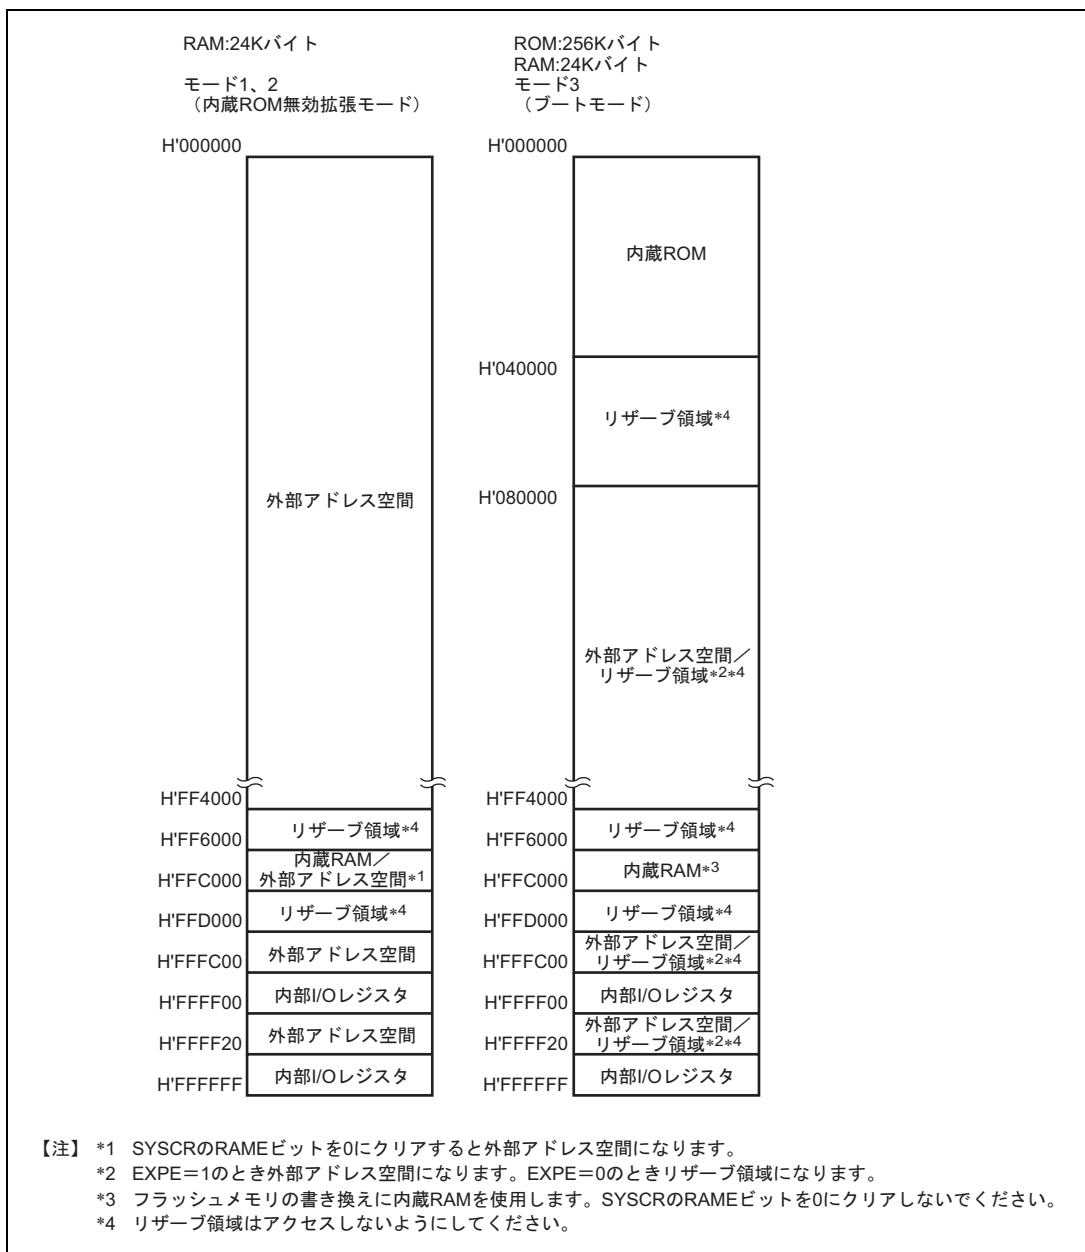 RAM:24Kバイト
モード1、2
（内蔵ROM無効拡張モード）
H'000000
外部アドレス空間
H'FF4000
リザーブ領域*4
H'FF6000
内蔵RAM／
外部アドレス空間*1
H'FFC000
リザーブ領域*4
H'FFD000
外部アドレス空間
H'FFFC00
内部I/Oレジスタ
H'FFFF00
外部アドレス空間
H'FFFF20
内部I/Oレジスタ
H'FFFFFF
ROM:256Kバイト
RAM:24Kバイト
モード3
（ブートモード）
H'000000
内蔵ROM
H'040000
リザーブ領域*4
H'080000
外部アドレス空間／
リザーブ領域*2*4
H'FF4000
リザーブ領域*4
H'FF6000
内蔵RAM*3
H'FFC000
リザーブ領域*4
H'FFD000
外部アドレス空間／
リザーブ領域*2*4
H'FFFC00
内部I/Oレジスタ
H'FFFF00
外部アドレス空間／
リザーブ領域*2*4
H'FFFF20
内部I/Oレジスタ
H'FFFFFF
【注】 *1 SYSCRのRAMEビットを0にクリアすると外部アドレス空間になります。
*2 EXPE＝1のとき外部アドレス空間になります。EXPE＝0のときリザーブ領域になります。
*3 フラッシュメモリの書き換えに内蔵RAMを使用します。SYSCRのRAMEビットを0にクリアしないでください。
*4 リザーブ領域はアクセスしないようにしてください。